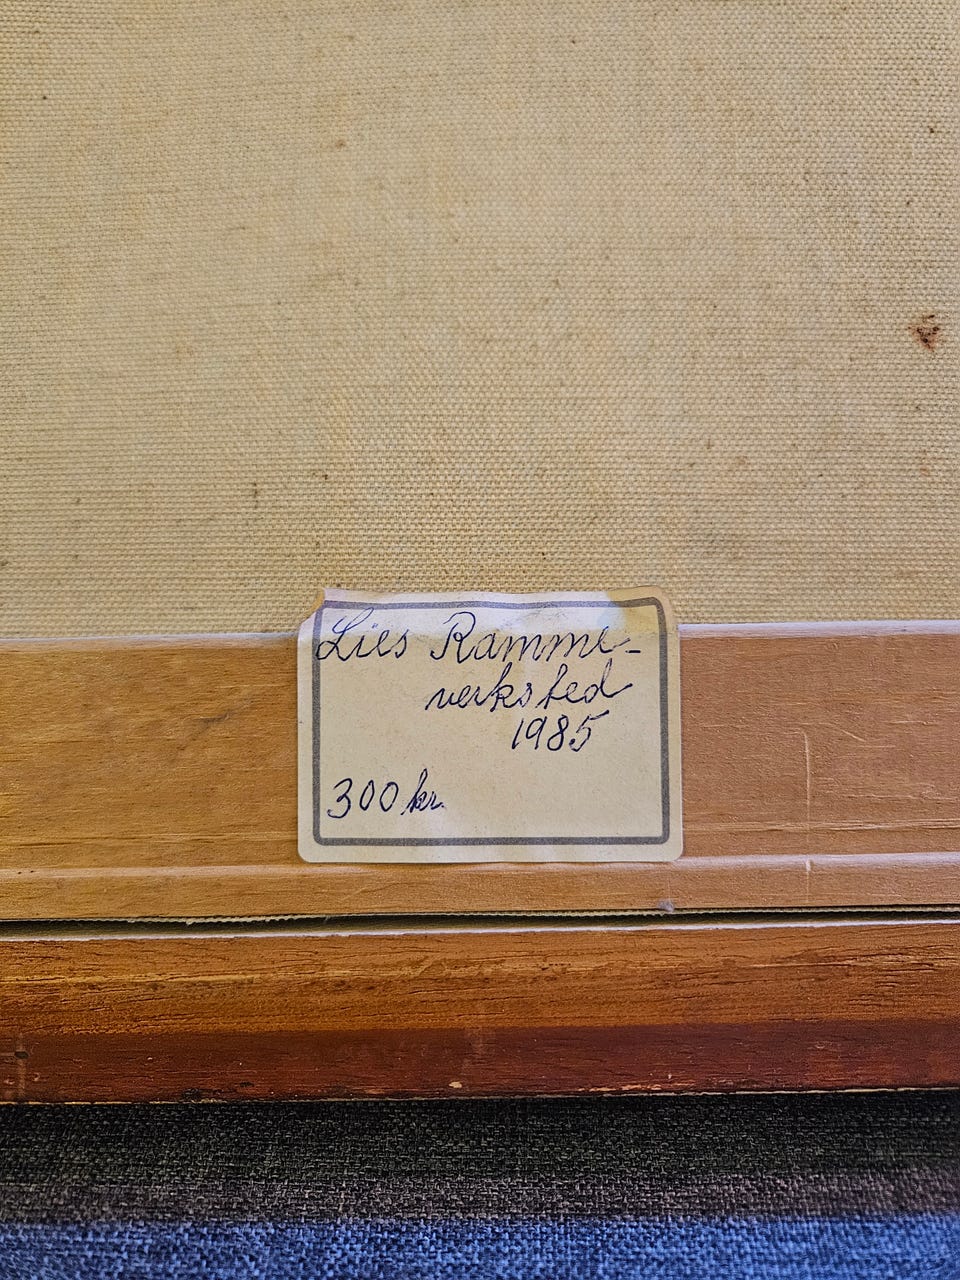 Lies Ramme-
verksted
1985
300 kr.